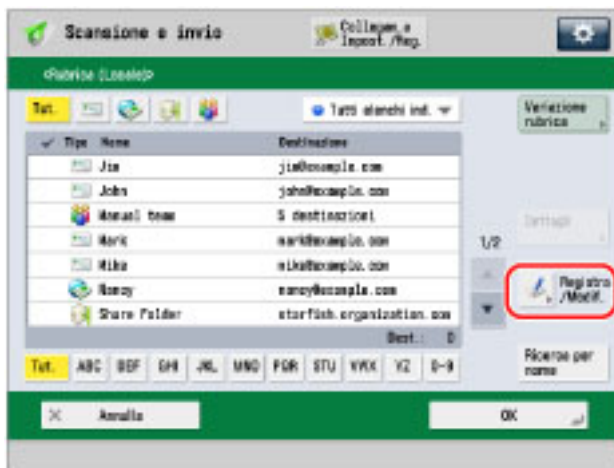 Scansione e invio
Collegam. a
Impost./Reg.
<Rubrica (Locale)>
Tut.
Tutti elenchi ind.
Variazione
rubrica
Tipo Nome Destinazione
Jim jim@example.com
John john@example.com
Manual team 5 destinazioni
Mark mark@example.com
Mike mike@example.com
Nancy nancy@example.com
Share Folder starfish.organization.com
Dettagli
1/2
Registra
/Modif.
Dest.: 0
Tut. ABC DEF GHI JKL MNO PQR STU VWX YZ 0-9
Ricerca per
nome
Annulla
OK